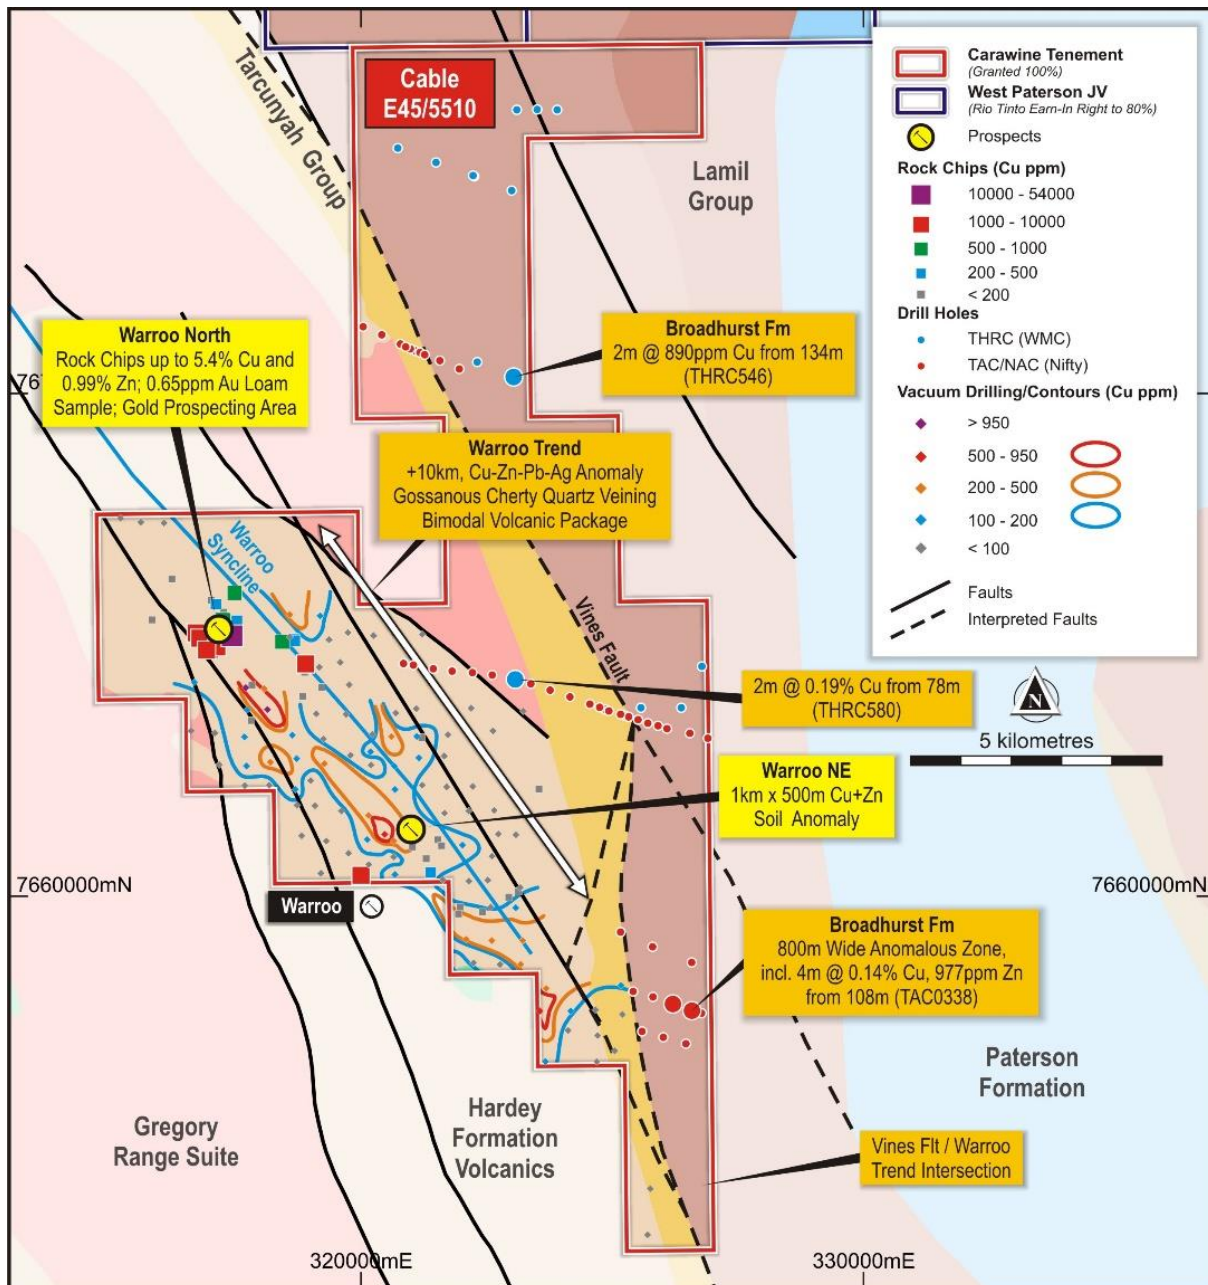 Cable
E45/5510
Tarcunyah
Group
Lamil
Group
Carawine Tenement
(Granted 100%)
West Paterson JV
(Rio Tinto Earn-In Right to 80%)
Prospects
Rock Chips (Cu ppm)
10000 - 54000
1000 - 10000
500 - 1000
200 - 500
< 200
Drill Holes
THRC (WMC)
TAC/NAC (Nifty)
Vacuum Drilling/Contours (Cu ppm)
> 950
500 - 950
200 - 500
100 - 200
< 100
Faults
Interpreted Faults
Warroo North
Rock Chips up to 5.4% Cu and
0.99% Zn; 0.65ppm Au Loam
Sample; Gold Prospecting Area
Broadhurst Fm
2m @ 890ppm Cu from 134m
(THRC546)
Warroo Trend
+10km, Cu-Zn-Pb-Ag Anomaly
Gossanous Cherty Quartz Veining
Bimodal Volcanic Package
Warroo
Syncline
Vines Fault
2m @ 0.19% Cu from 78m
(THRC580)
N
5 kilometres
Warroo NE
1km x 500m Cu+Zn
Soil Anomaly
7660000mN
7660000mN
Warroo
Broadhurst Fm
800m Wide Anomalous Zone,
incl. 4m @ 0.14% Cu, 977ppm Zn
from 108m (TAC0338)
Paterson
Formation
Gregory
Range Suite
Hardey
Formation
Volcanics
Vines Flt / Warroo
Trend Intersection
320000mE
330000mE